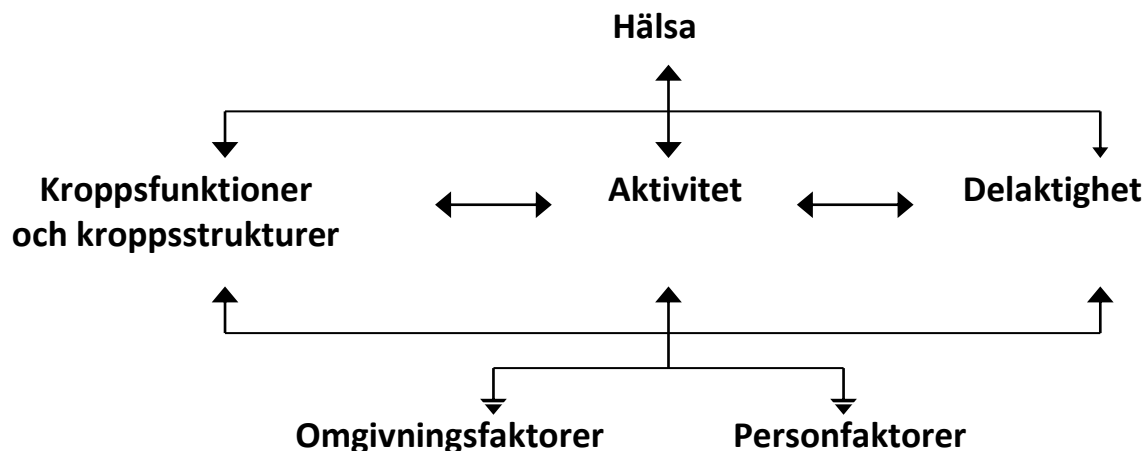 Hälsa
Kroppsfunktioner
och kroppsstrukturer
Aktivitet
Delaktighet
Omgivningsfaktorer
Personfaktorer